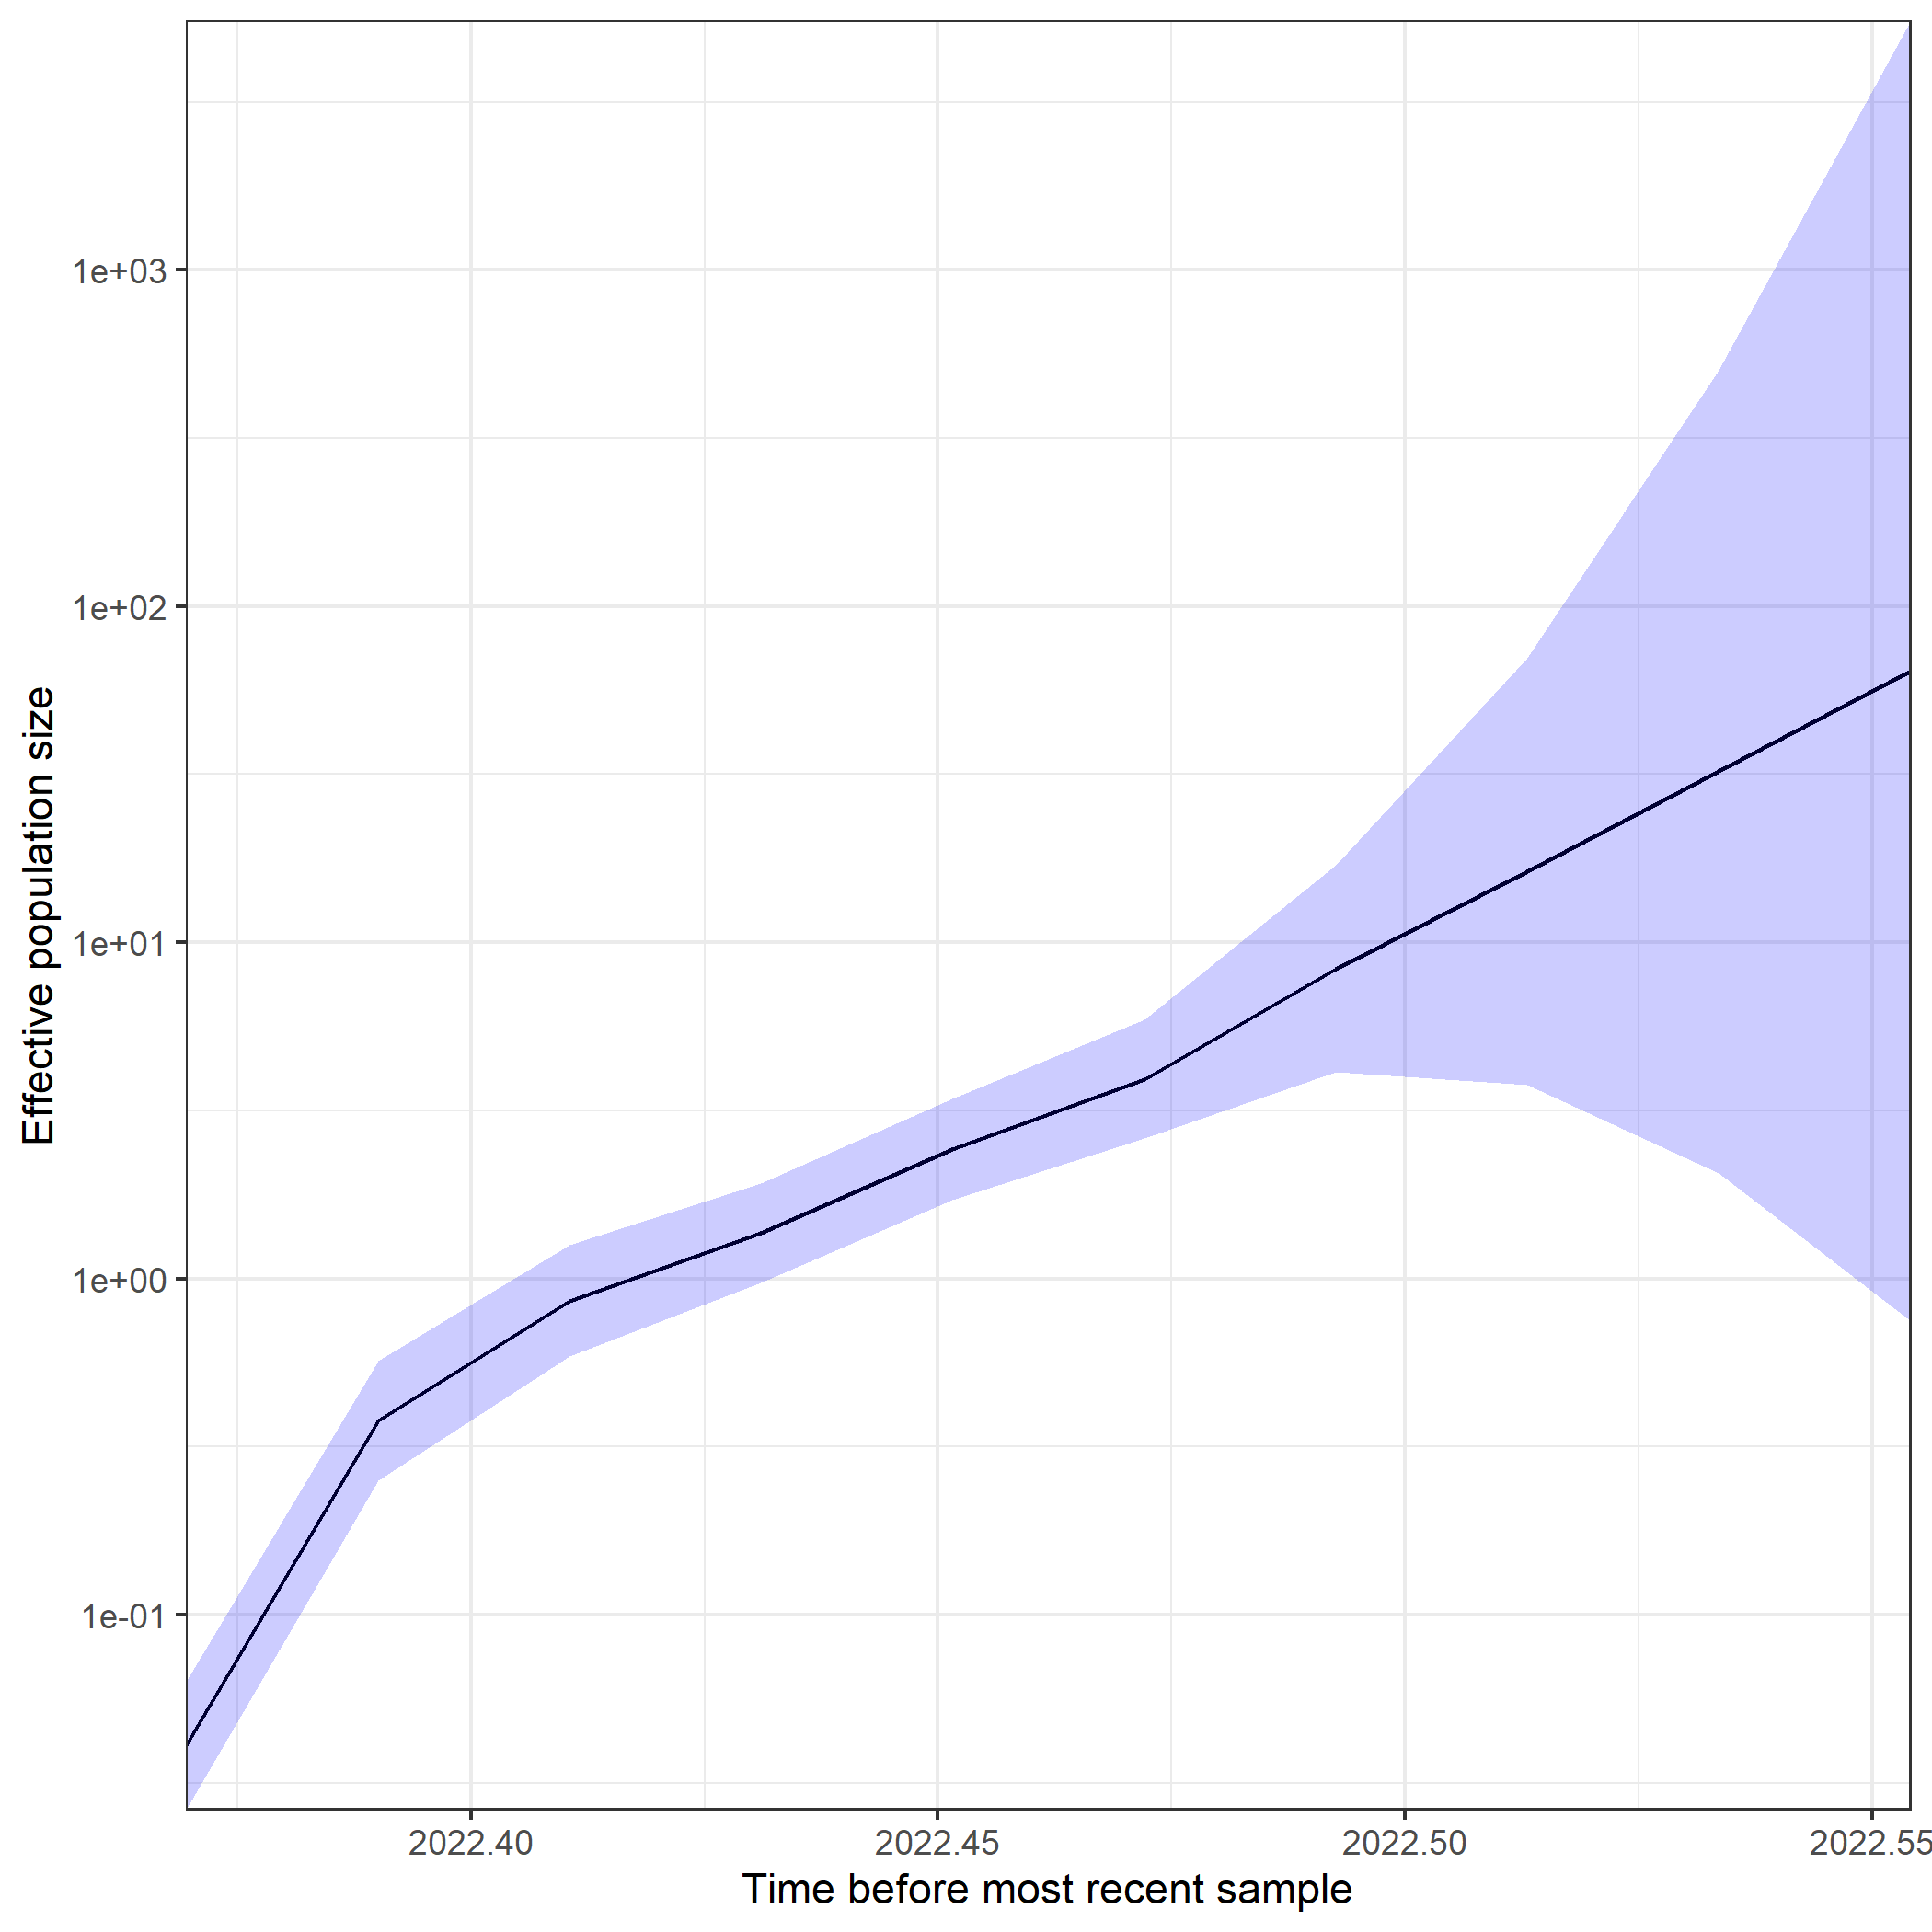 Effective population size
1e+03
1e+02
1e+01
1e+00
1e-01
2022.40
2022.45
2022.50
2022.55
Time before most recent sample